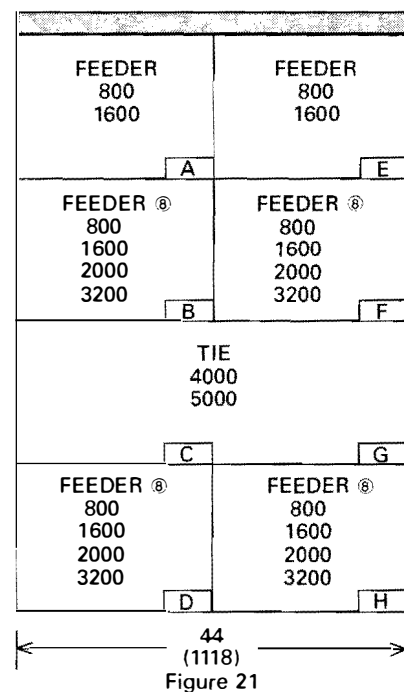 FEEDER
800
1600
A
FEEDER
800
1600
E
FEEDER ⑧
800
1600
2000
3200
B
FEEDER ⑧
800
1600
2000
3200
F
TIE
4000
5000
C
G
FEEDER ⑧
800
1600
2000
3200
D
FEEDER ⑧
800
1600
2000
3200
H
44
(1118)
Figure 21